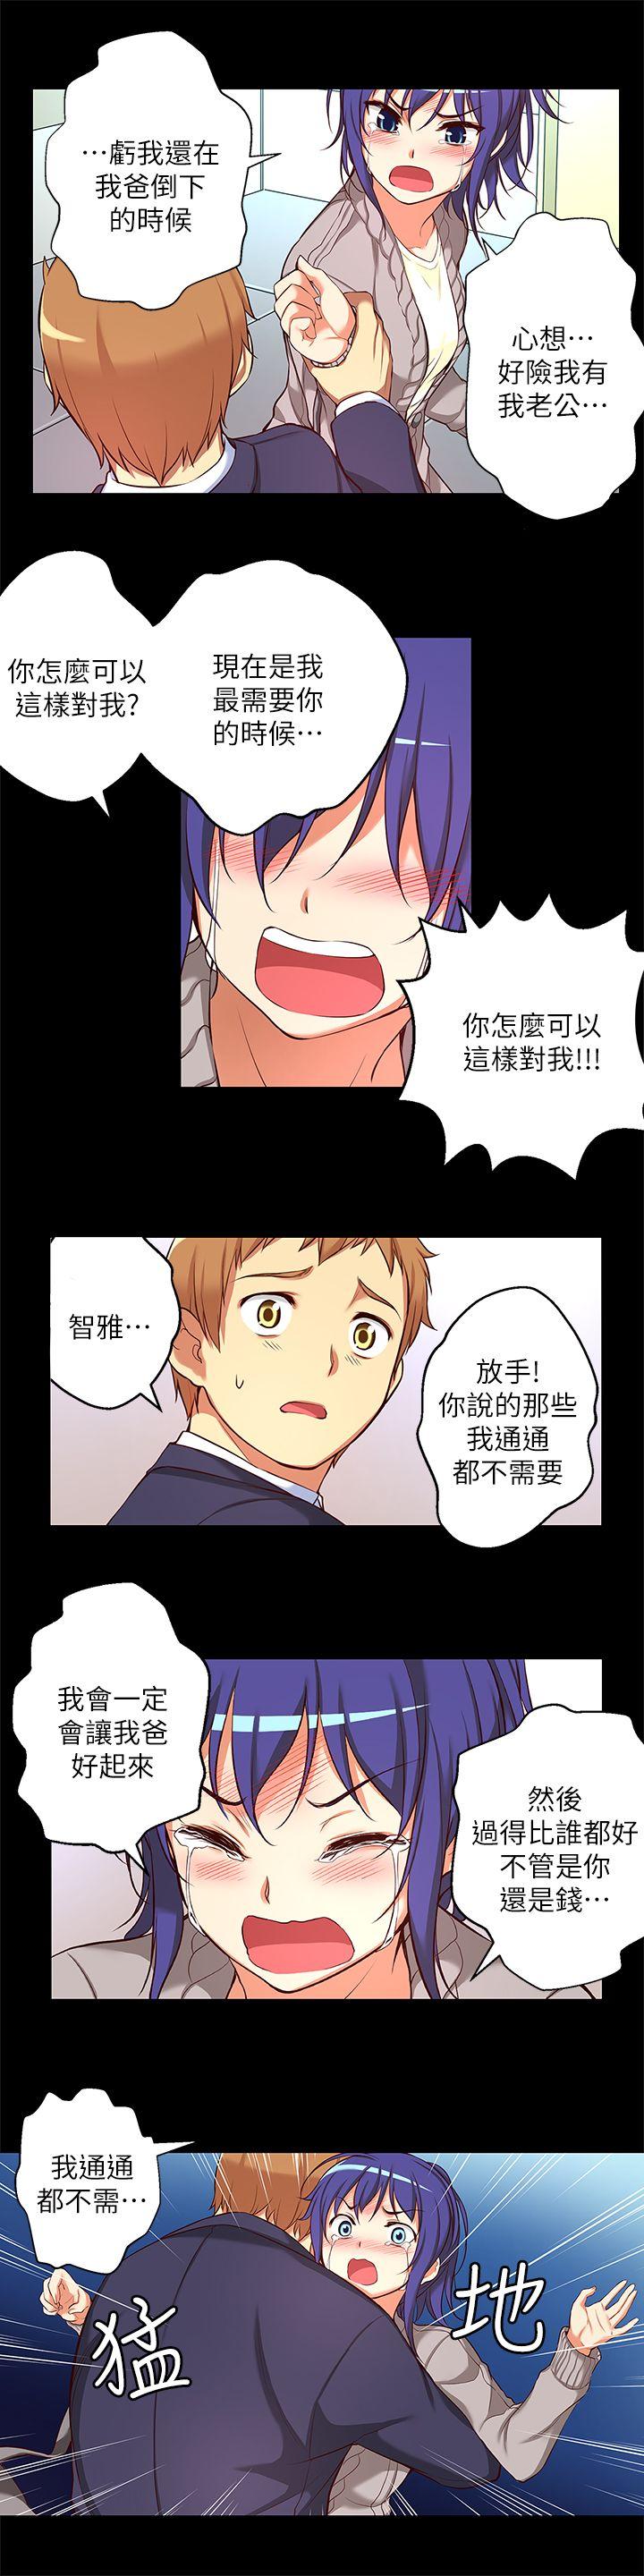 …虧我還在
我爸倒下
的時候
心想…
好險我有
我老公…
你怎麼可以
這樣對我?
現在是我
最需要你
的時候…
你怎麼可以
這樣對我!!!
智雅…
放手!
你說的那些
我通通
都不需要
我會一定
會讓我爸
好起來
然後
過得比誰都好
不管是你
還是錢…
我通通
都不需…
猛地